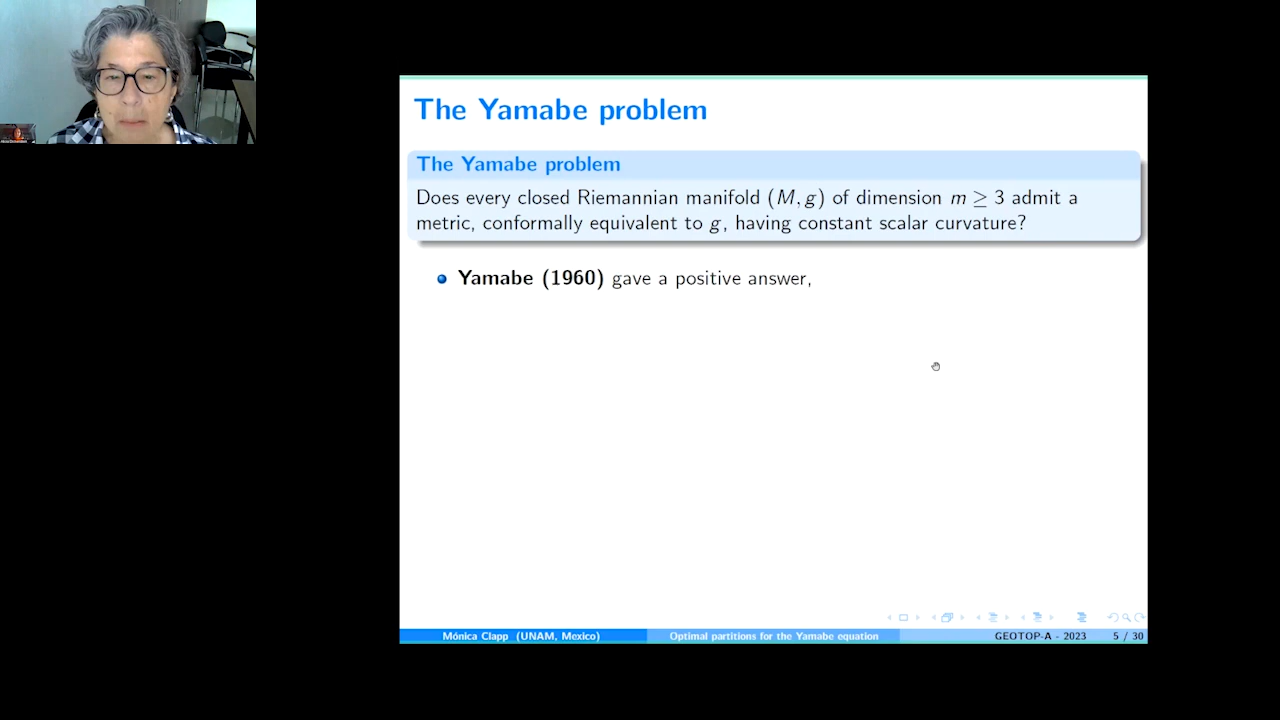 The Yamabe problem
The Yamabe problem
Does every closed Riemannian manifold (M, g) of dimension m ≥ 3 admit a
metric, conformally equivalent to g, having constant scalar curvature?
Yamabe (1960) gave a positive answer,
Mónica Clapp (UNAM, Mexico)
Optimal partitions for the Yamabe equation
GEOTOP-A - 2023
5 / 30